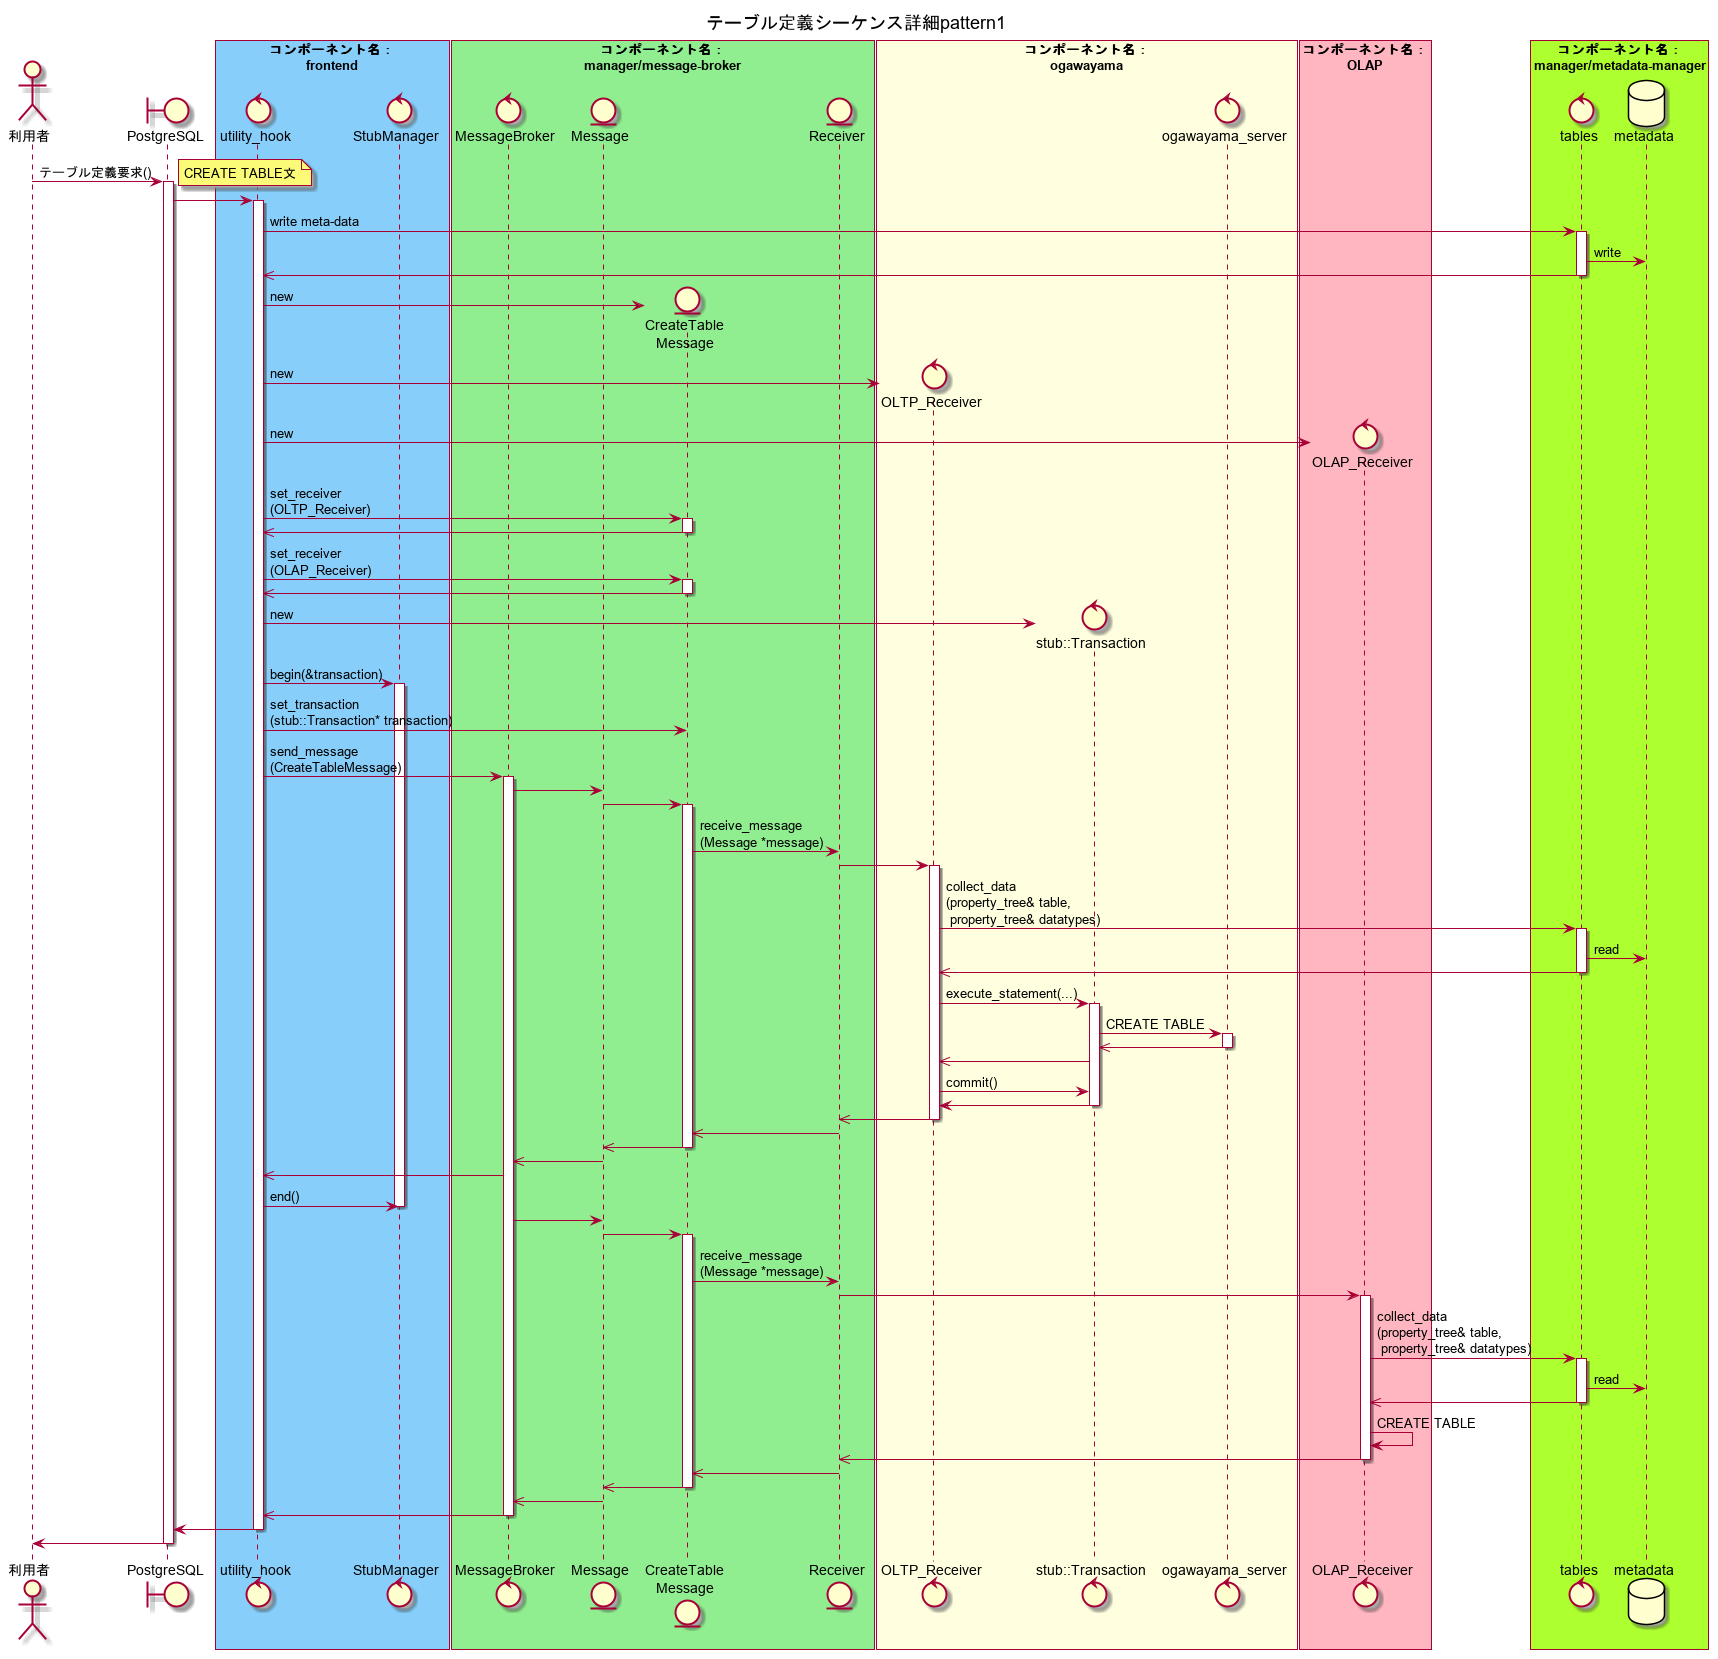 テーブル定義シーケンス詳細pattern1
コンポーネント名：
frontend
コンポーネント名：
manager/message-broker
コンポーネント名：
ogawayama
コンポーネント名：
OLAP
コンポーネント名：
manager/metadata-manager
利用者
PostgreSQL
utility_hook
StubManager
MessageBroker
Message
Receiver
ogawayama_server
tables
metadata
テーブル定義要求()
CREATE TABLE文
write meta-data
write
new
CreateTable
Message
new
OLTP_Receiver
new
OLAP_Receiver
set_receiver
(OLTP_Receiver)
set_receiver
(OLAP_Receiver)
new
stub::Transaction
begin(&transaction)
set_transaction
(stub::Transaction* transaction)
send_message
(CreateTableMessage)
receive_message
(Message *message)
collect_data
(property_tree& table,
property_tree& datatypes)
read
execute_statement(...)
CREATE TABLE
commit()
end()
receive_message
(Message *message)
collect_data
(property_tree& table,
property_tree& datatypes)
read
CREATE TABLE
利用者
PostgreSQL
utility_hook
StubManager
MessageBroker
Message
CreateTable
Message
Receiver
OLTP_Receiver
stub::Transaction
ogawayama_server
OLAP_Receiver
tables
metadata